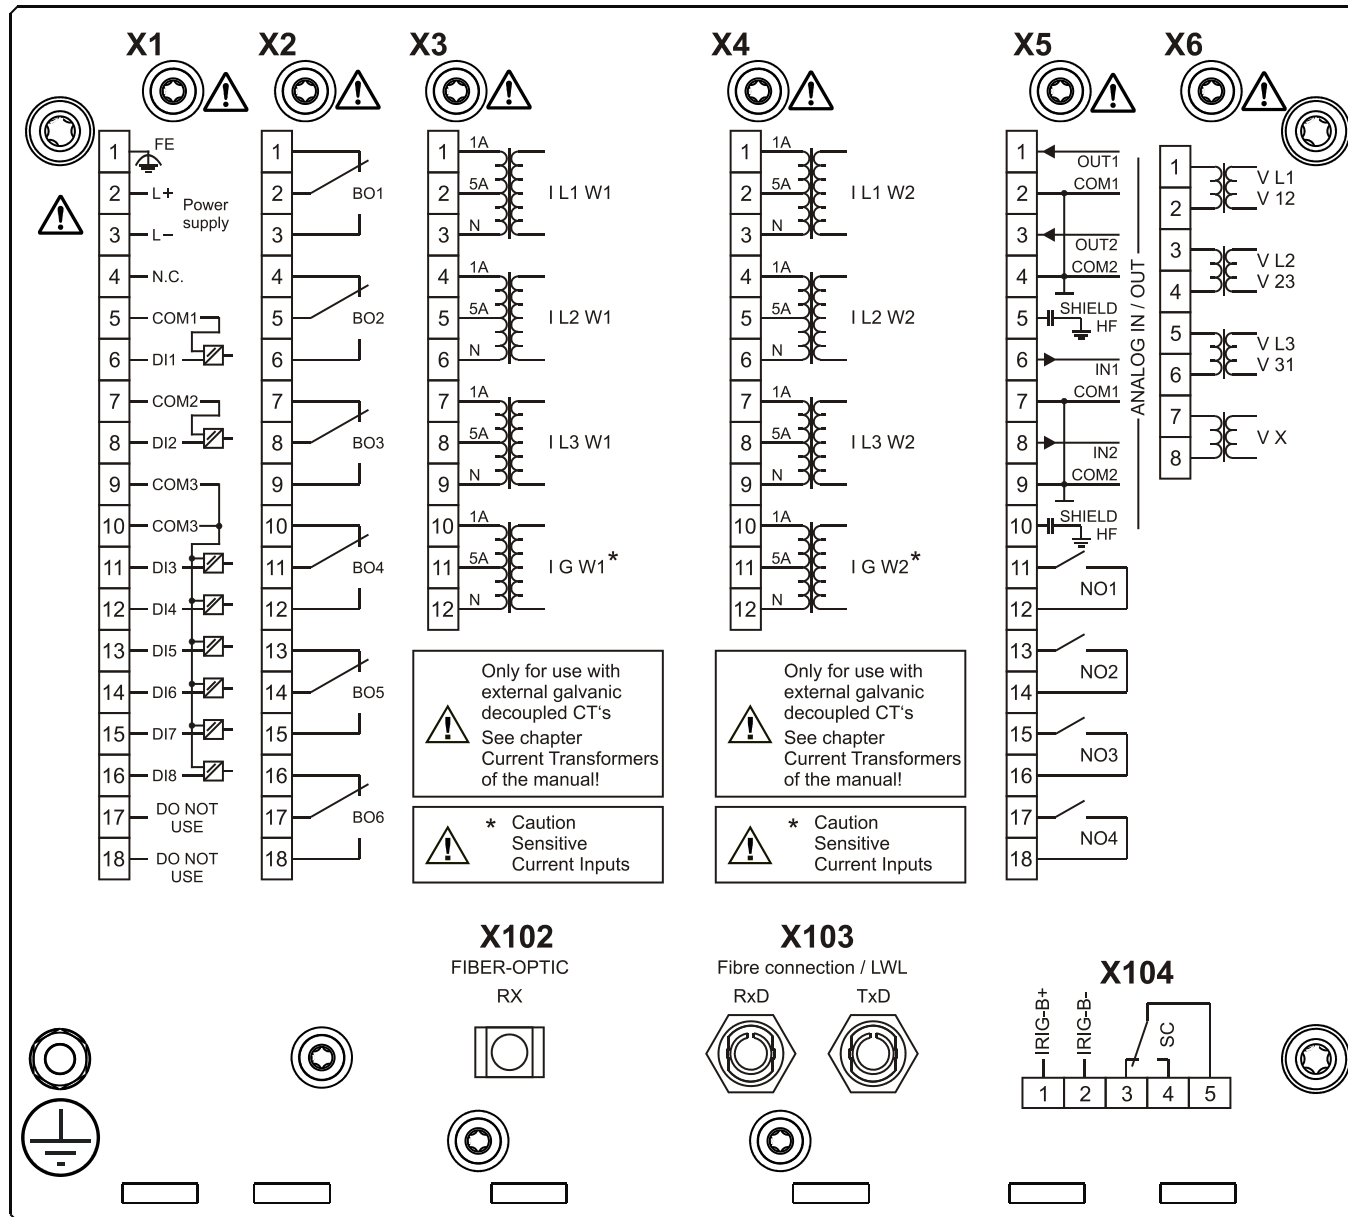 X1
X2
X3
X4
X5
X6
1 FE
2 L+
Power
supply
3 L–
4 N.C.
5 COM1
6 DI1
7 COM2
8 DI2
9 COM3
10 COM3
11 DI3
12 DI4
13 DI5
14 DI6
15 DI7
16 DI8
17 DO NOT
USE
18 DO NOT
USE
1
2 BO1
3
4
5 BO2
6
7
8 BO3
9
10
11 BO4
12
13
14 BO5
15
16
17 BO6
18
1 1A
2 5A I L1 W1
3 N
4 1A
5 5A I L2 W1
6 N
7 1A
8 5A I L3 W1
9 N
10 1A
11 5A I G W1*
12 N
Only for use with
external galvanic
decoupled CT‘s
See chapter
Current Transformers
of the manual!
* Caution
Sensitive
Current Inputs
1 1A
2 5A I L1 W2
3 N
4 1A
5 5A I L2 W2
6 N
7 1A
8 5A I L3 W2
9 N
10 1A
11 5A I G W2*
12 N
Only for use with
external galvanic
decoupled CT‘s
See chapter
Current Transformers
of the manual!
* Caution
Sensitive
Current Inputs
1 OUT1
2 COM1
3 OUT2
4 COM2
5 SHIELD
HF
6 IN1
7 COM1
8 IN2
9 COM2
10 SHIELD
HF
ANALOG IN / OUT
11
NO1
12
13
NO2
14
15
NO3
16
17
NO4
18
1 V L1
2 V 12
3 V L2
4 V 23
5 V L3
6 V 31
7
V X
8
X102
FIBER-OPTIC
RX
X103
Fibre connection / LWL
RxD TxD
X104
IRIG-B+
IRIG-B-
SC
1 2 3 4 5